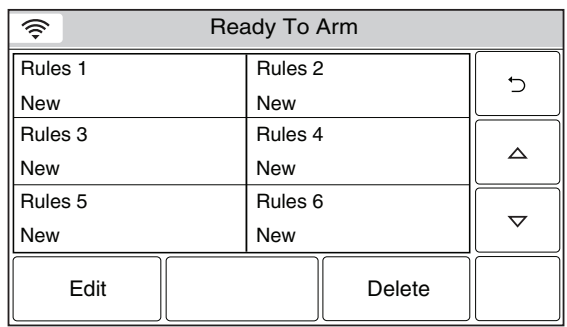 Ready To Arm
Rules 1
New
Rules 2
New
Rules 3
New
Rules 4
New
Rules 5
New
Rules 6
New
Edit
Delete